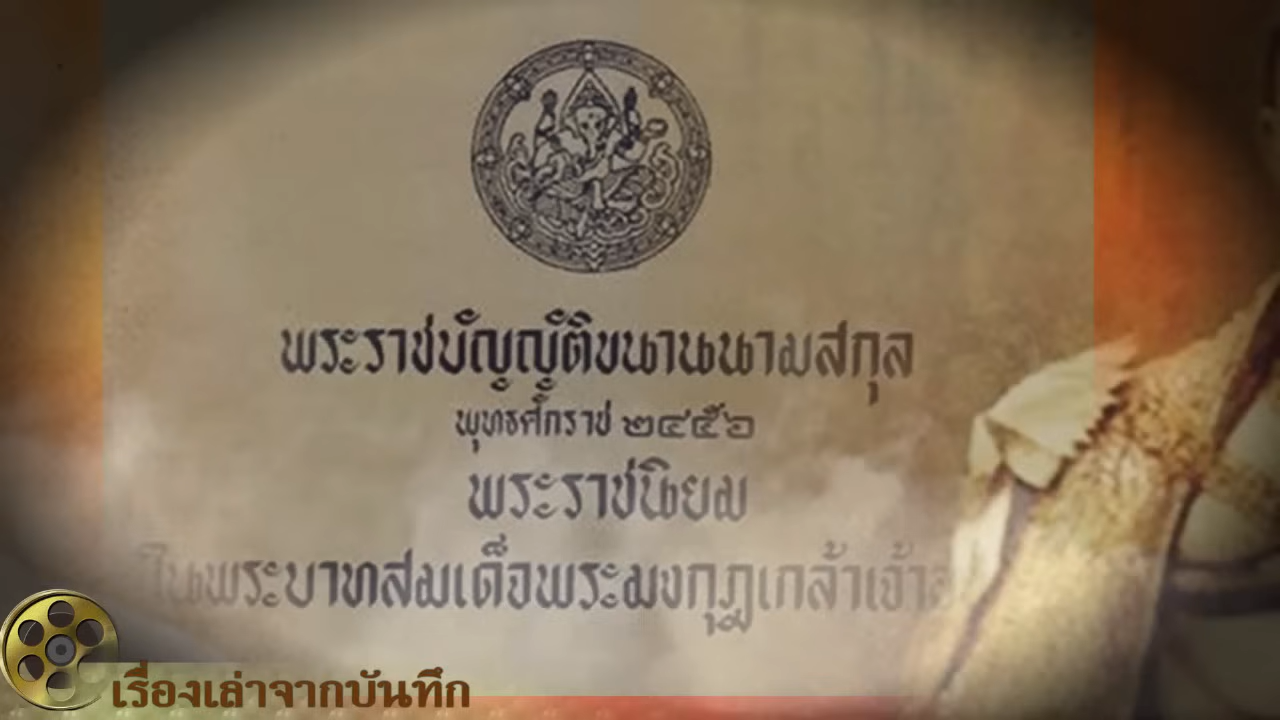 พระราชบัญญัติขนานนามสกุล
พุทธศักราช ๒๔๕๖
พระราชนิยม
ในพระบาทสมเด็จพระมงกุฎเกล้าเจ้า
เรื่องเล่าจากบันทึก